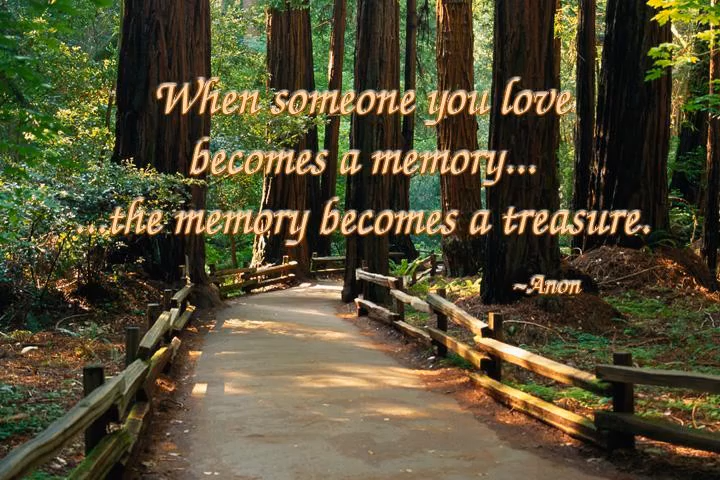 When someone you love
becomes a memory...
...the memory becomes a treasure.
~Anon